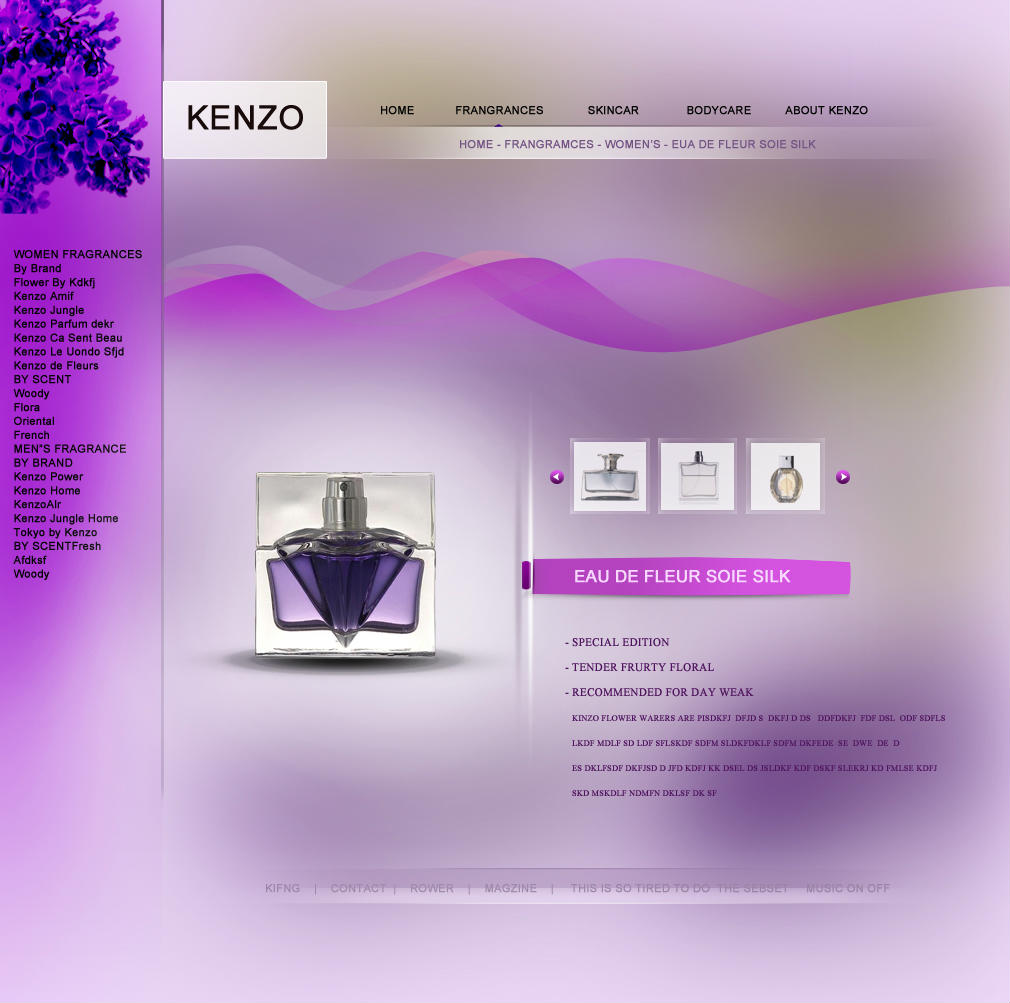 KENZO
HOME FRANGRANCES SKINCAR BODYCARE ABOUT KENZO
HOME - FRANGRAMCES - WOMEN'S - EUA DE FLEUR SOIE SILK
WOMEN FRAGRANCES
By Brand
Flower By Kdkfj
Kenzo Amif
Kenzo Jungle
Kenzo Parfum dekr
Kenzo Ca Sent Beau
Kenzo Le Uondo Sfjd
Kenzo de Fleurs
BY SCENT
Woody
Flora
Oriental
French
MEN"S FRAGRANCE
BY BRAND
Kenzo Power
Kenzo Home
KenzoAlr
Kenzo Jungle Home
Tokyo by Kenzo
BY SCENTFresh
Afdksf
Woody
EAU DE FLEUR SOIE SILK
- SPECIAL EDITION
- TENDER FRURTY FLORAL
- RECOMMENDED FOR DAY WEAK
KINZO FLOWER WARERS ARE PISDKFJ DFJD S DKFJ D DS DDFDKFJ FDF DSL ODF SDFLS
LKDF MDLF SD LDF SFLSKDF SDFM SLDKFDKLF SDFM DKFEDE SE DWE DE D
ES DKLFSDF DKFJSD D JFD KDFJ KK DSEL DS JSLDKF KDF DSKF SLEKRJ KD FMLSE KDFJ
SKD MSKDLF NDMFN DKLSF DK SF
KIFNG | CONTACT | ROWER | MAGZINE | THIS IS SO TIRED TO DO THE SEBSET MUSIC ON OFF